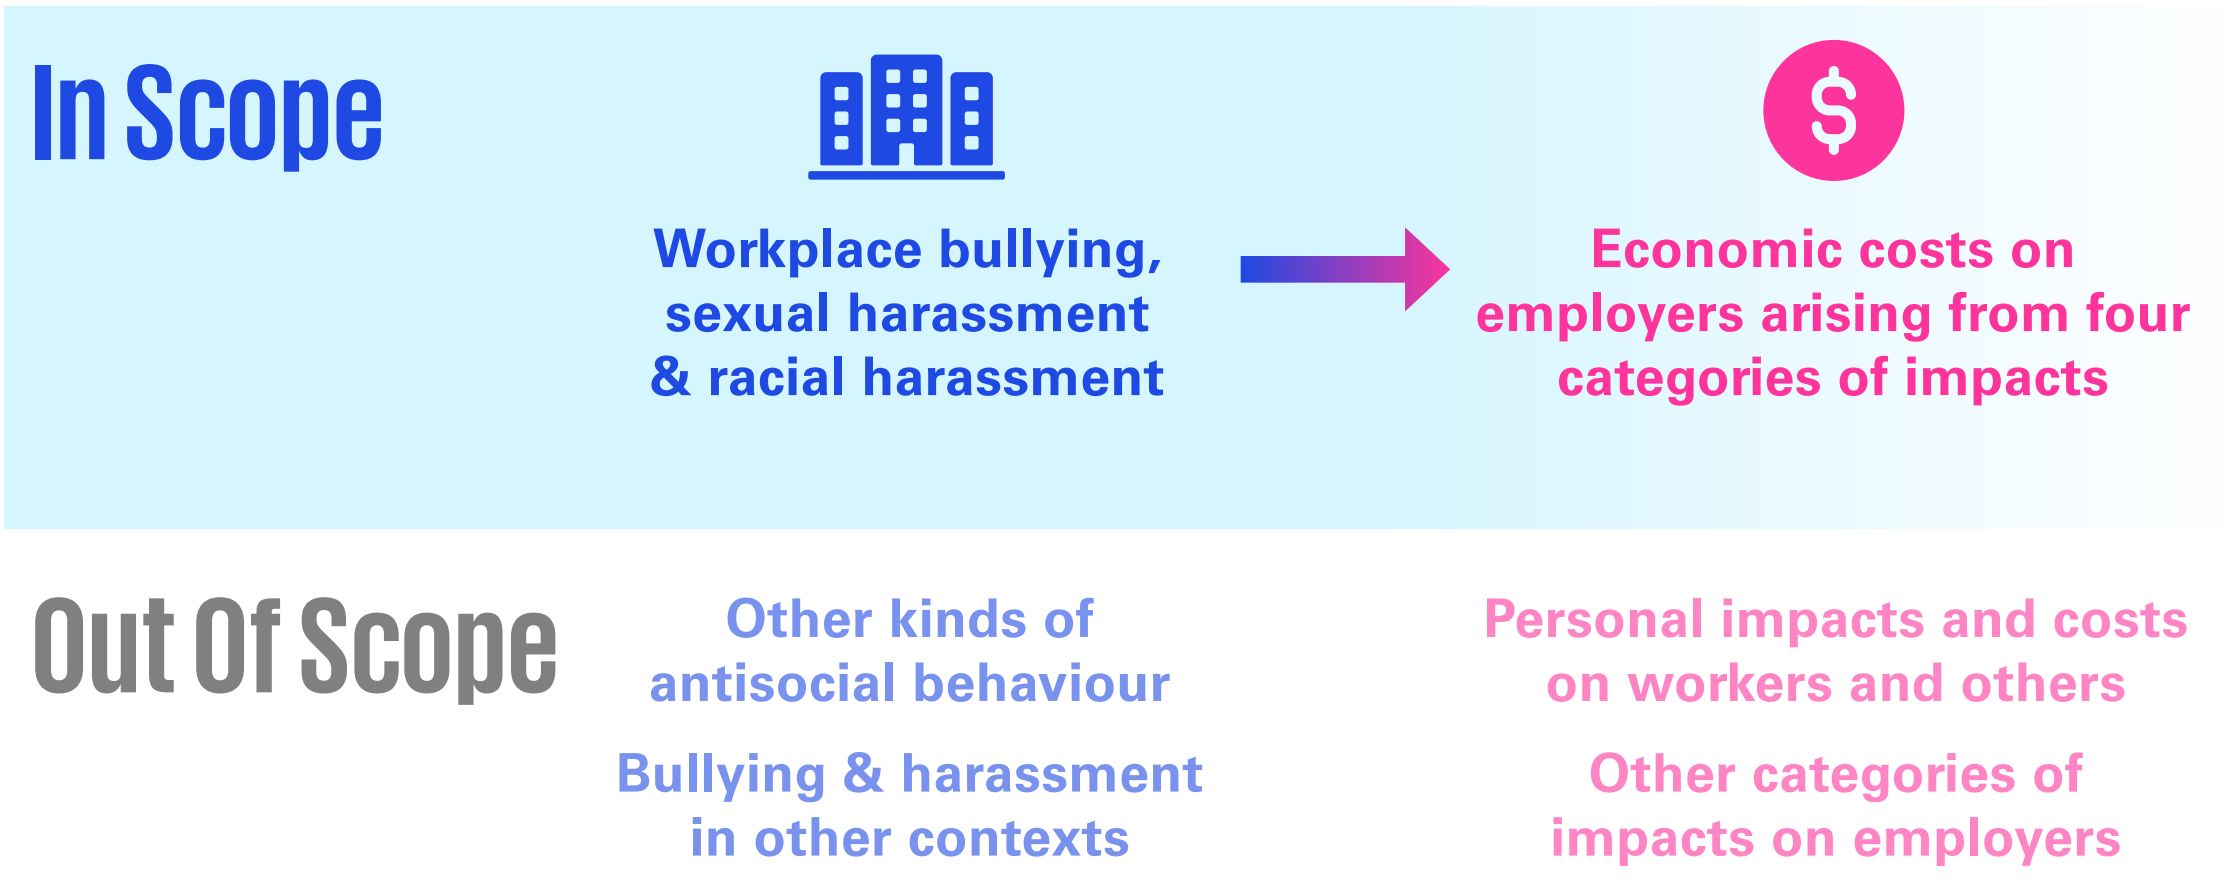 In Scope
Workplace bullying,
sexual harassment
& racial harassment
Economic costs on
employers arising from four
categories of impacts
Out Of Scope
Other kinds of
antisocial behaviour
Bullying & harassment
in other contexts
Personal impacts and costs
on workers and others
Other categories of
impacts on employers